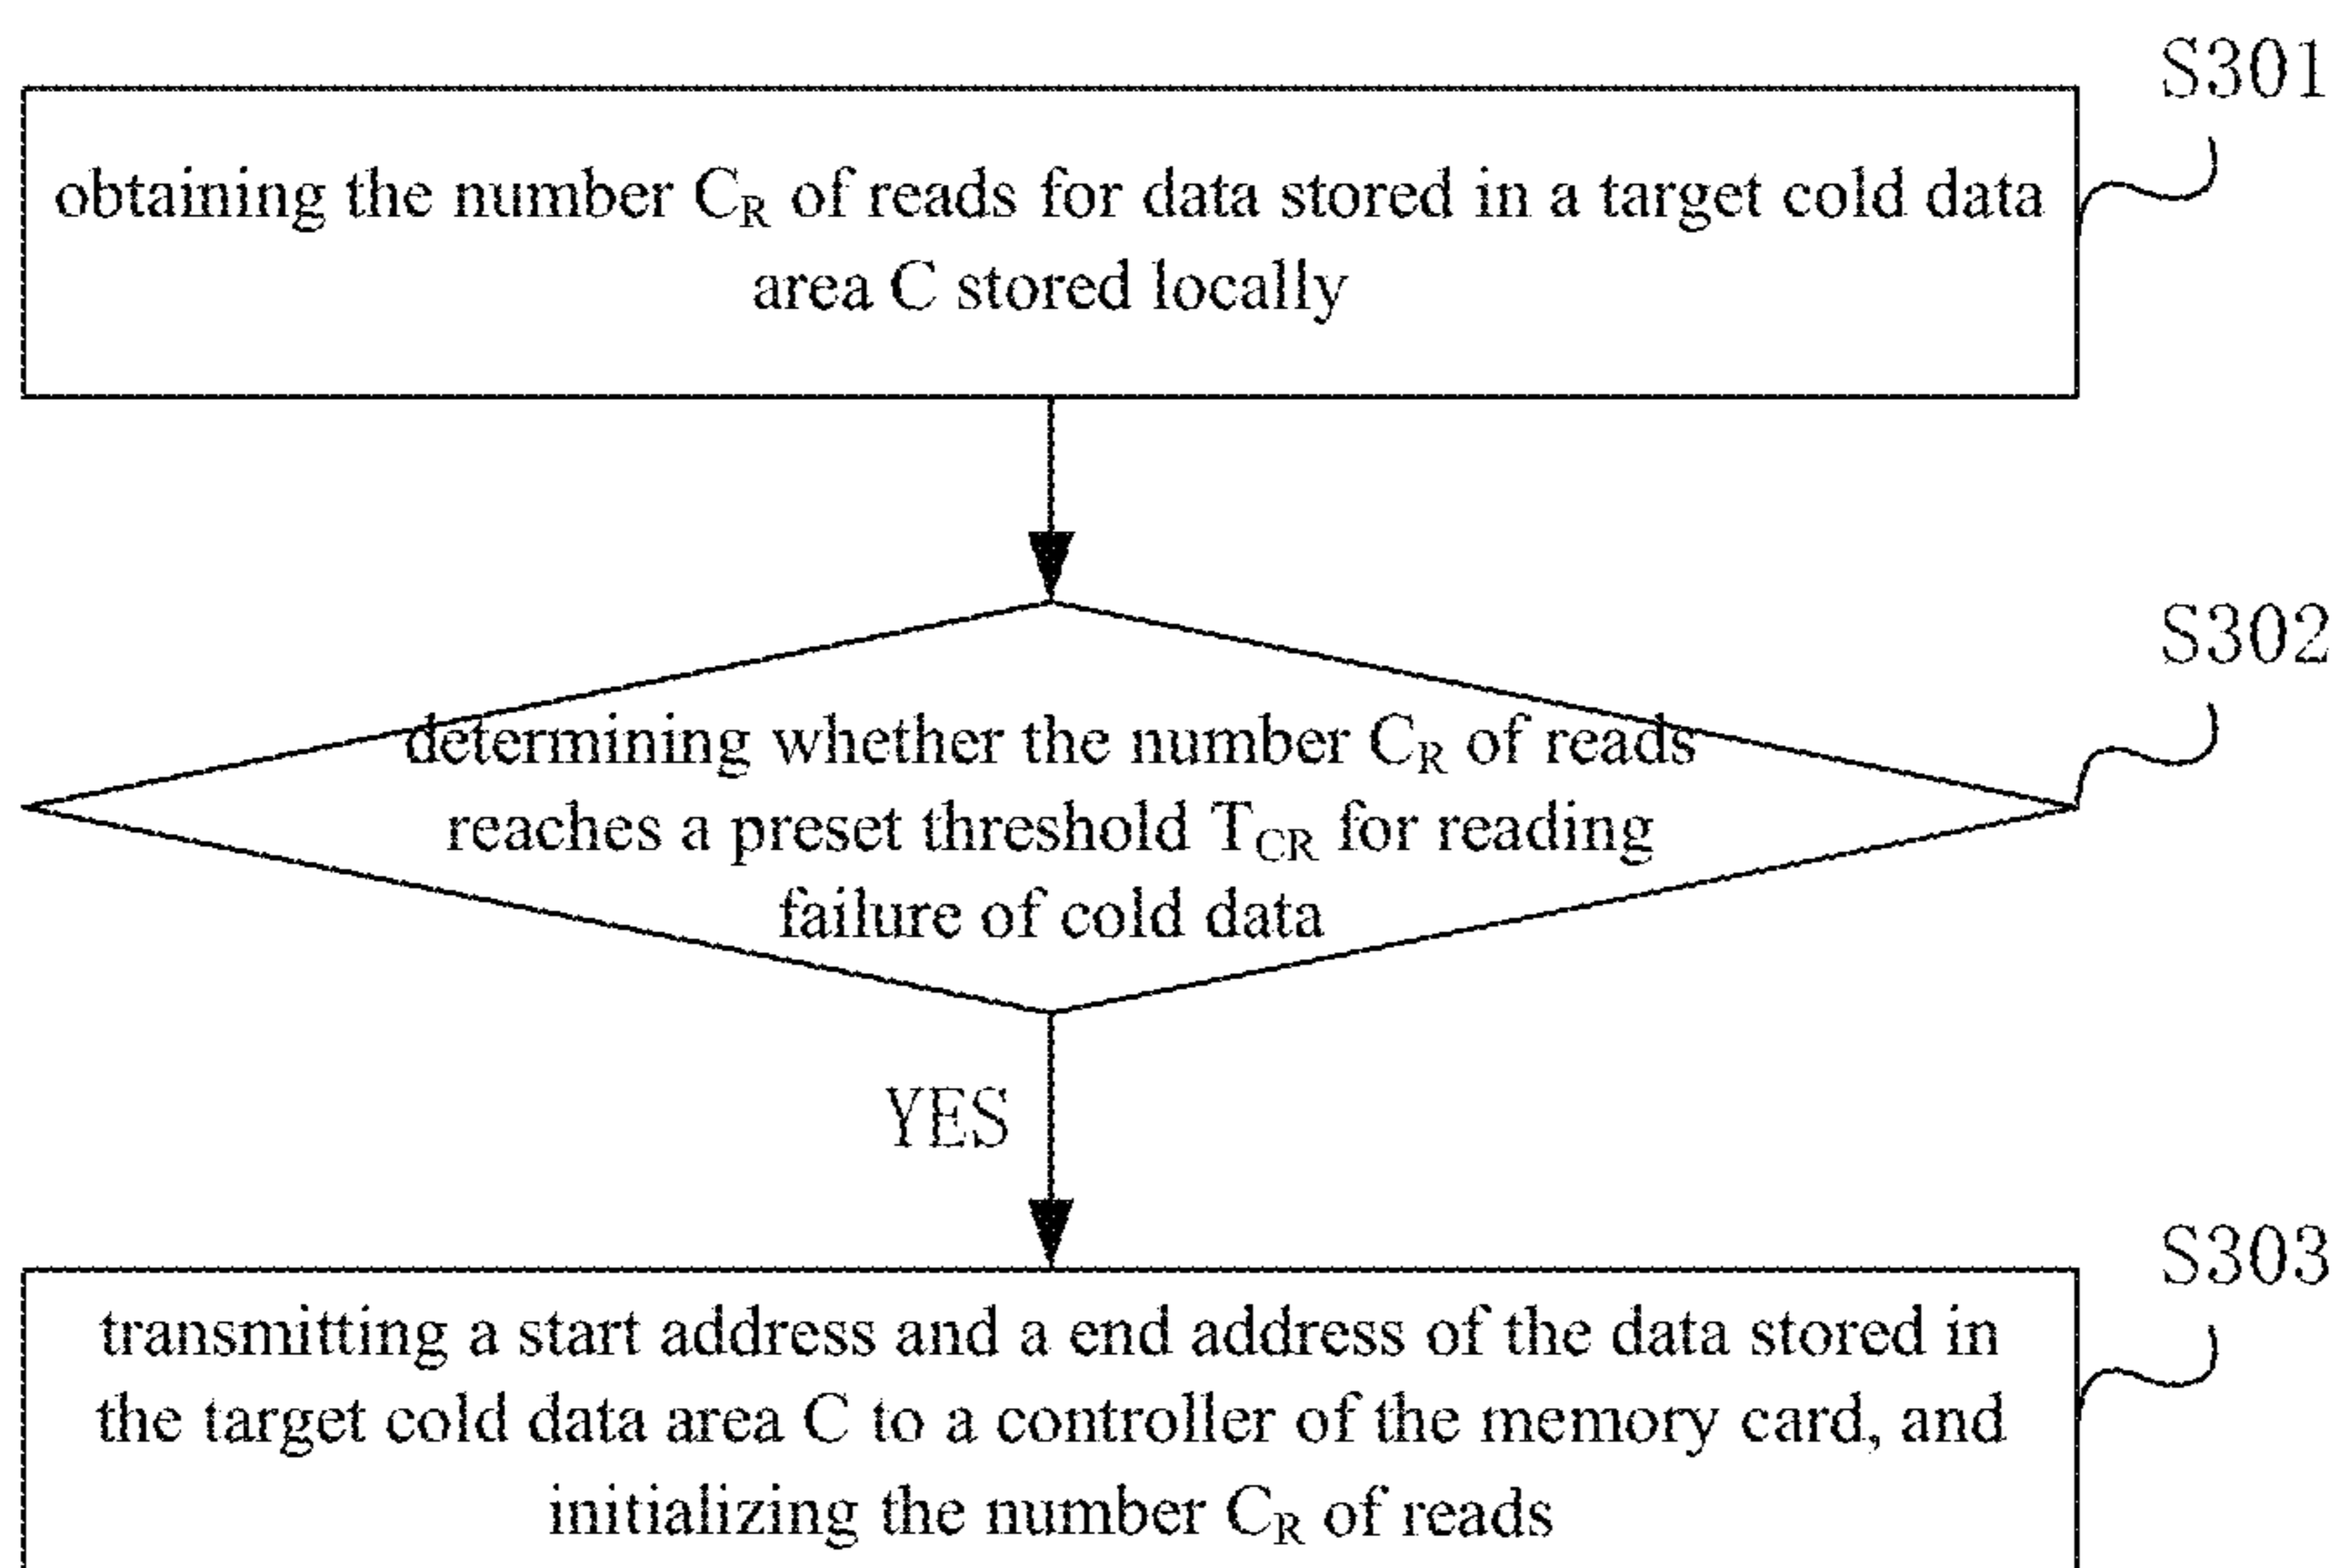 S301
obtaining the number CR of reads for data stored in a target cold data
area C stored locally
S302
determining whether the number CR of reads
reaches a preset threshold TCR for reading
failure of cold data
YES
S303
transmitting a start address and a end address of the data stored in
the target cold data area C to a controller of the memory card, and
initializing the number CR of reads